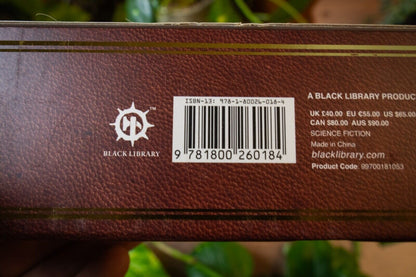 BLACK LIBRARY
™
ISBN-13: 978-1-80026-018-4
9 781800 260184
A BLACK LIBRARY PRODUC
UK £40.00 EU €55.00 US $65.00
CAN $80.00 AUS $90.00
SCIENCE FICTION
Made in China
blacklibrary.com
Product Code: 99700181053